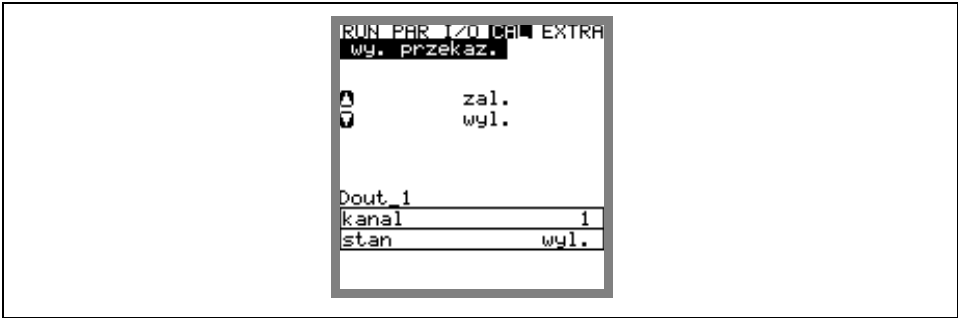 RUN PAR I/O CAL EXTRA
wy. przekaz.
zal.
wyl.
Dout_1
kanal 1
stan wyl.